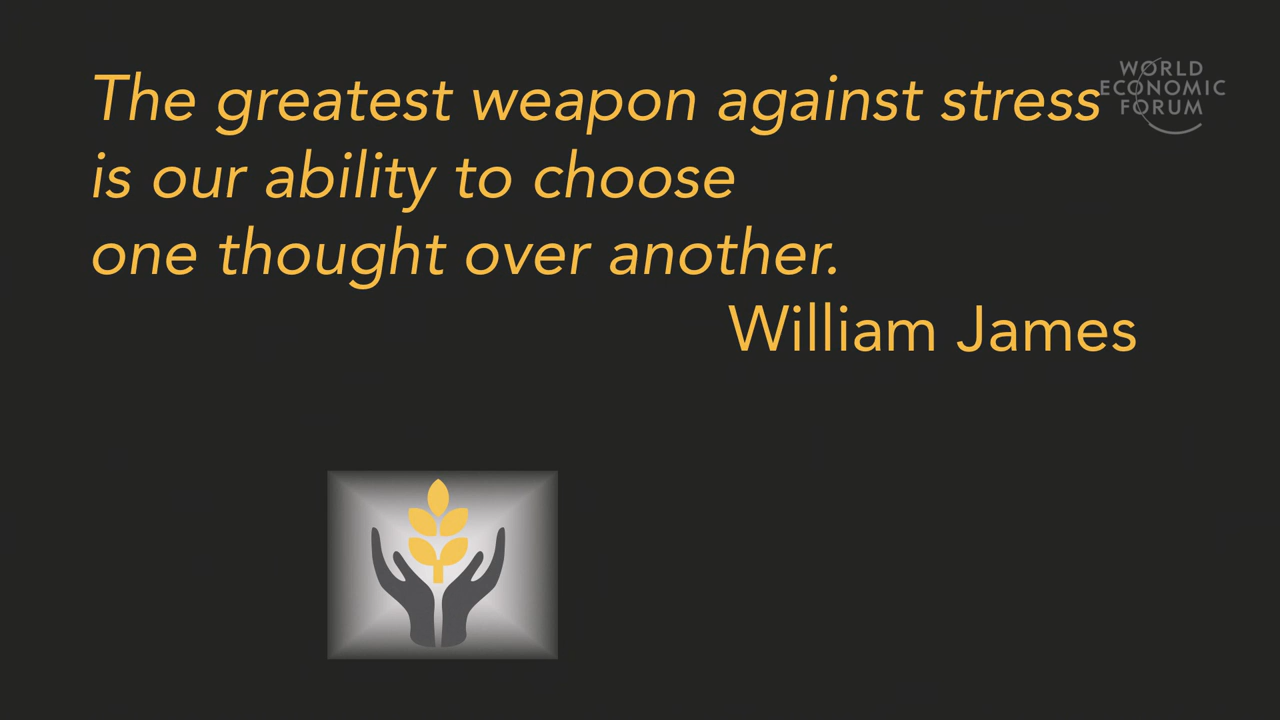 The greatest weapon against stress
is our ability to choose
one thought over another.
William James
WORLD
ECONOMIC
FORUM